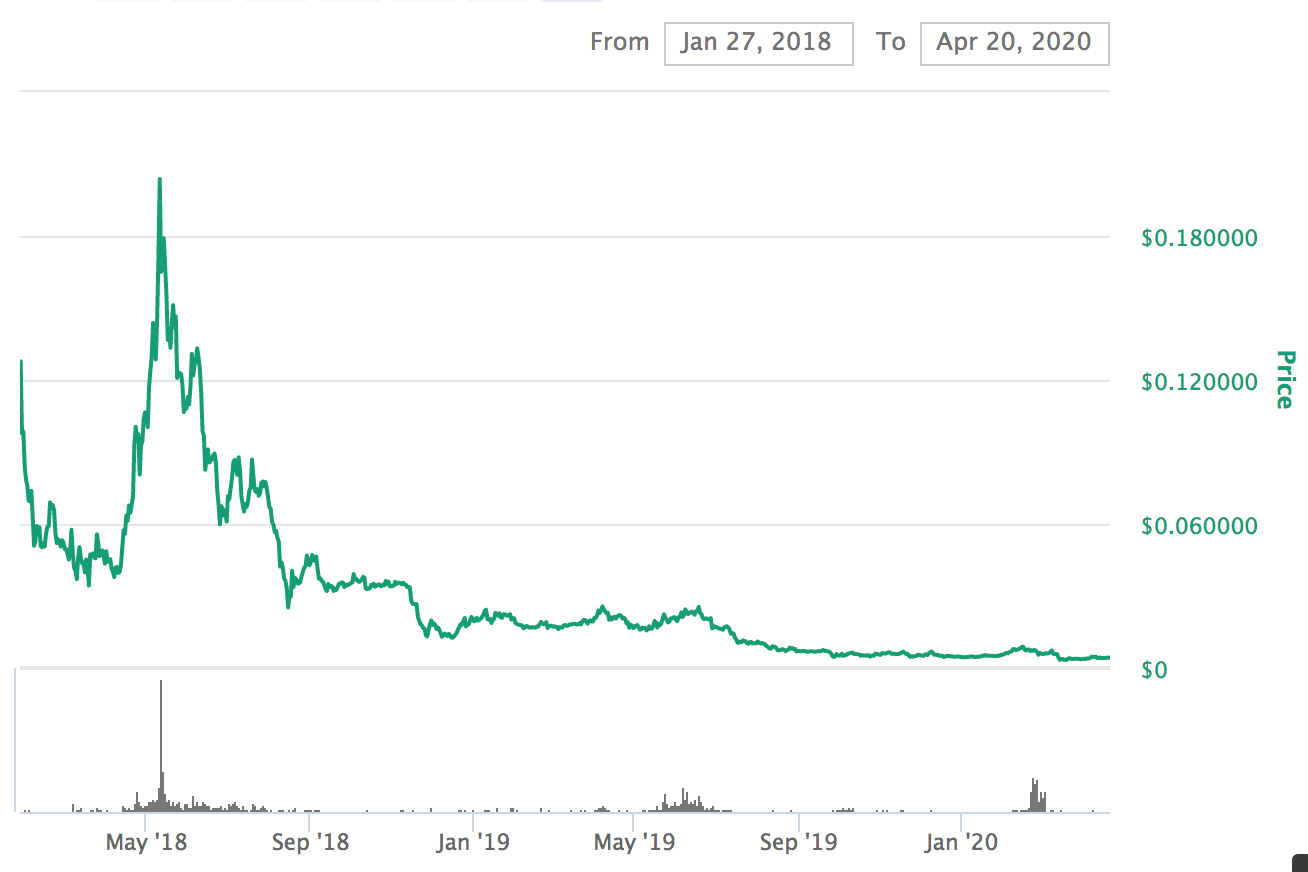 From Jan 27, 2018 To Apr 20, 2020
$0.180000
$0.120000
Price
$0.060000
$0
May '18 Sep '18 Jan '19 May '19 Sep '19 Jan '20